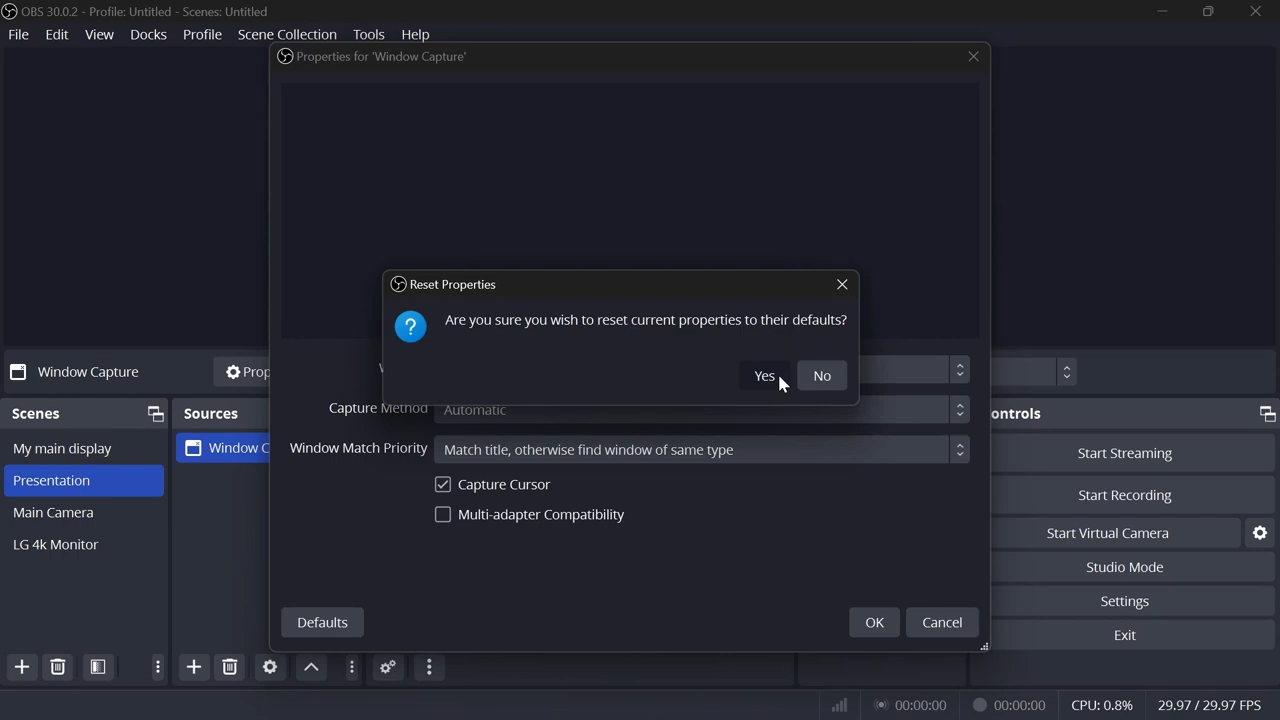 OBS 30.0.2 - Profile: Untitled - Scenes: Untitled
File Edit View Docks Profile Scene Collection Tools Help
Properties for 'Window Capture'
Reset Properties
Are you sure you wish to reset current properties to their defaults?
Yes No
Window Capture
Capture Method Automatic
Window Match Priority Match title, otherwise find window of same type
Capture Cursor
Multi-adapter Compatibility
Defaults OK Cancel
Scenes
My main display
Presentation
Main Camera
LG 4k Monitor
Sources
Window C
ontrols
Start Streaming
Start Recording
Start Virtual Camera
Studio Mode
Settings
Exit
00:00:00 00:00:00 CPU: 0.8% 29.97 / 29.97 FPS